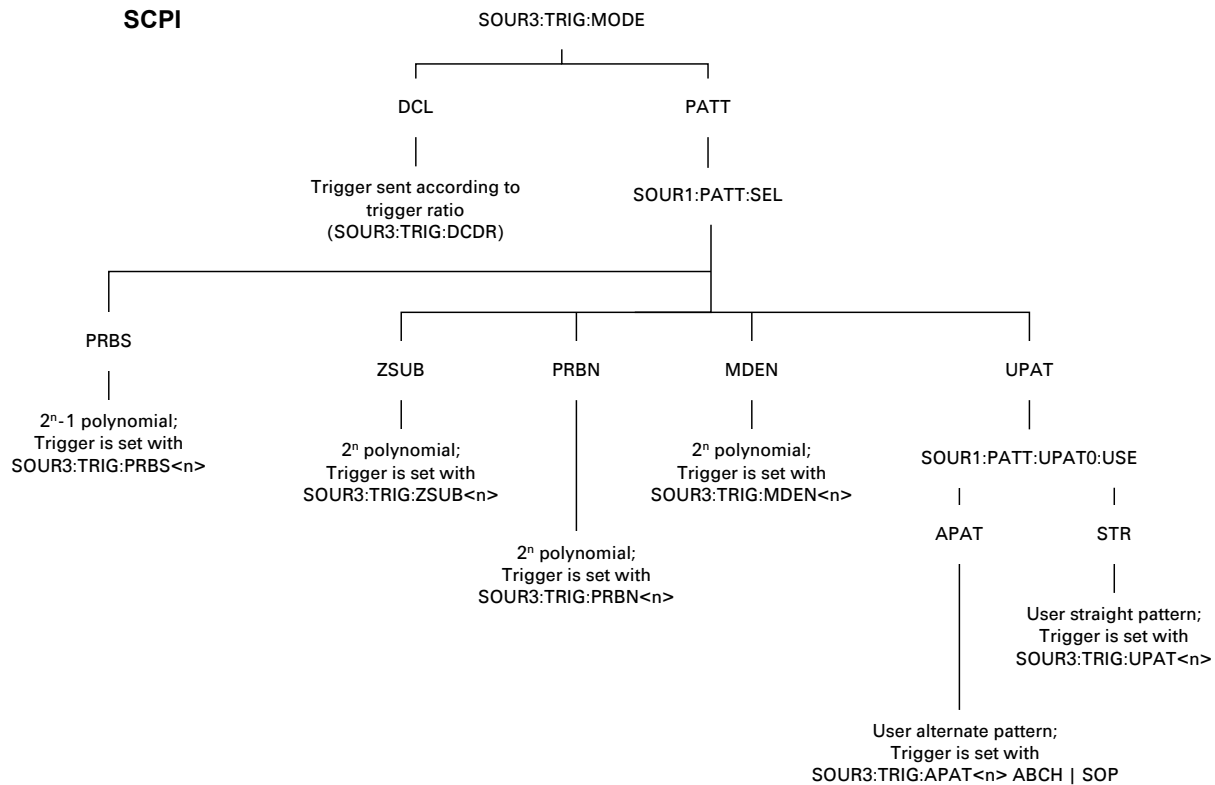 SCPI
SOUR3:TRIG:MODE
DCL
PATT
Trigger sent according to
trigger ratio
(SOUR3:TRIG:DCDR)
SOUR1:PATT:SEL
PRBS
2ⁿ-1 polynomial;
Trigger is set with
SOUR3:TRIG:PRBS<n>
ZSUB
2ⁿ polynomial;
Trigger is set with
SOUR3:TRIG:ZSUB<n>
PRBN
2ⁿ polynomial;
Trigger is set with
SOUR3:TRIG:PRBN<n>
MDEN
2ⁿ polynomial;
Trigger is set with
SOUR3:TRIG:MDEN<n>
UPAT
SOUR1:PATT:UPAT0:USE
APAT
User alternate pattern;
Trigger is set with
SOUR3:TRIG:APAT<n> ABCH | SOP
STR
User straight pattern;
Trigger is set with
SOUR3:TRIG:UPAT<n>